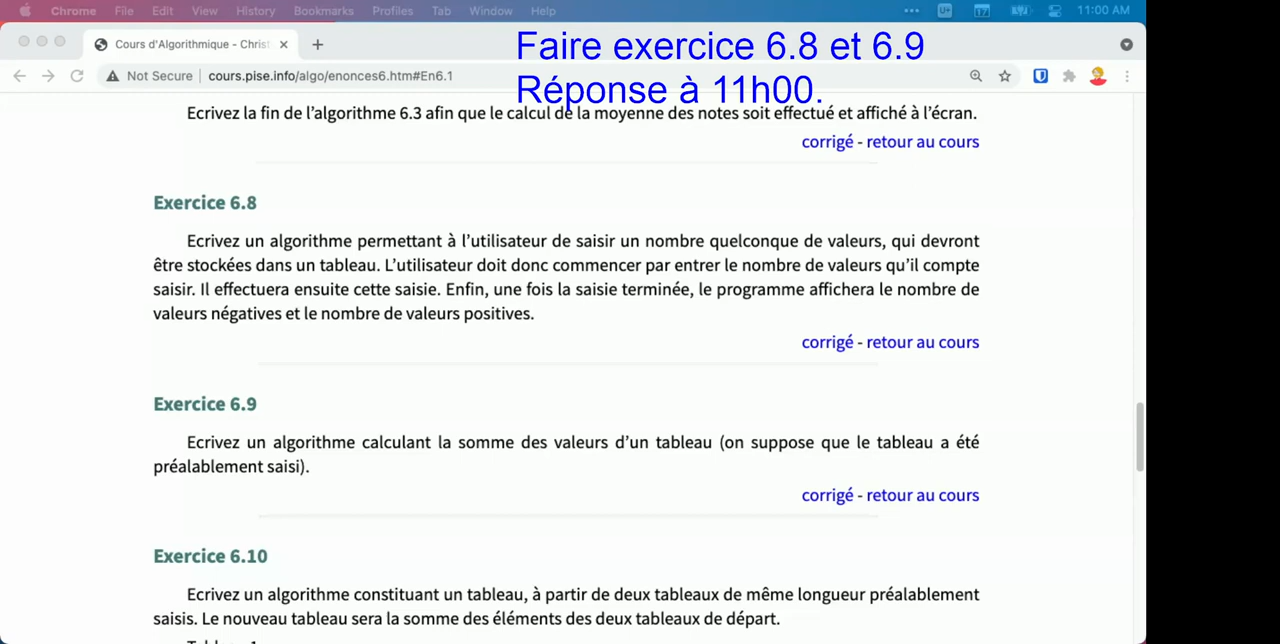 Chrome File Edit View History Bookmarks Profiles Tab Window Help 17 11:00 AM
Cours d'Algorithmique - Christ
Faire exercice 6.8 et 6.9
Not Secure cours.pise.info/algo/enonces6.htm#En6.1
Réponse à 11h00.
Ecrivez la fin de l'algorithme 6.3 afin que le calcul de la moyenne des notes soit effectué et affiché à l'écran.
corrigé - retour au cours
Exercice 6.8
Ecrivez un algorithme permettant à l'utilisateur de saisir un nombre quelconque de valeurs, qui devront
être stockées dans un tableau. L'utilisateur doit donc commencer par entrer le nombre de valeurs qu'il compte
saisir. Il effectuera ensuite cette saisie. Enfin, une fois la saisie terminée, le programme affichera le nombre de
valeurs négatives et le nombre de valeurs positives.
corrigé - retour au cours
Exercice 6.9
Ecrivez un algorithme calculant la somme des valeurs d'un tableau (on suppose que le tableau a été
préalablement saisi).
corrigé - retour au cours
Exercice 6.10
Ecrivez un algorithme constituant un tableau, à partir de deux tableaux de même longueur préalablement
saisis. Le nouveau tableau sera la somme des éléments des deux tableaux de départ.